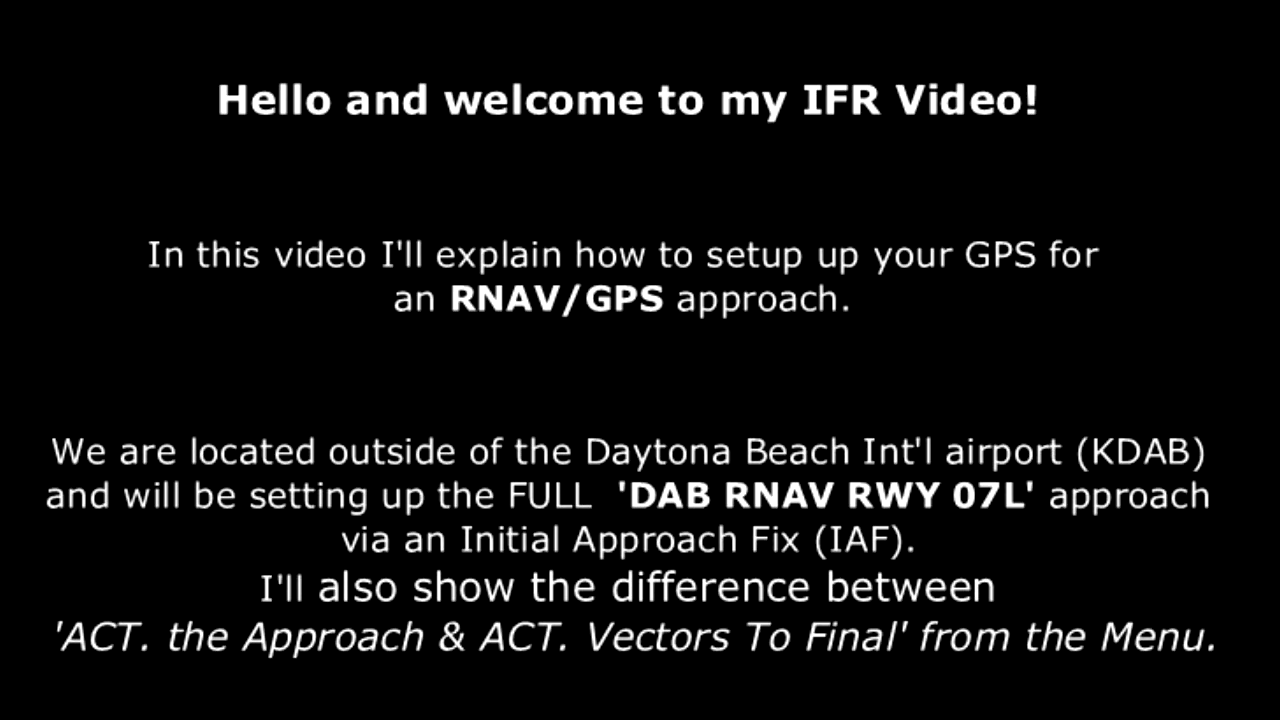 Hello and welcome to my IFR Video!
In this video I'll explain how to setup up your GPS for
an RNAV/GPS approach.
We are located outside of the Daytona Beach Int'l airport (KDAB)
and will be setting up the FULL 'DAB RNAV RWY 07L' approach
via an Initial Approach Fix (IAF).
I'll also show the difference between
'ACT. the Approach & ACT. Vectors To Final' from the Menu.